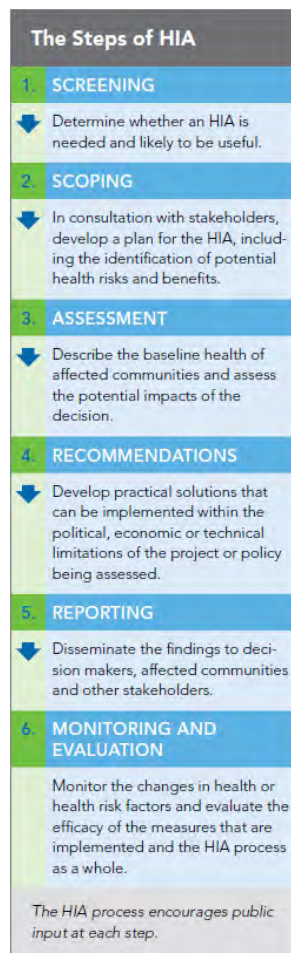 The Steps of HIA
1. SCREENING
Determine whether an HIA is
needed and likely to be useful.
2. SCOPING
In consultation with stakeholders,
develop a plan for the HIA, includ-
ing the identification of potential
health risks and benefits.
3. ASSESSMENT
Describe the baseline health of
affected communities and assess
the potential impacts of the
decision.
4. RECOMMENDATIONS
Develop practical solutions that
can be implemented within the
political, economic or technical
limitations of the project or policy
being assessed.
5. REPORTING
Disseminate the findings to deci-
sion makers, affected communities
and other stakeholders.
6. MONITORING AND
EVALUATION
Monitor the changes in health or
health risk factors and evaluate the
efficacy of the measures that are
implemented and the HIA process
as a whole.
The HIA process encourages public
input at each step.